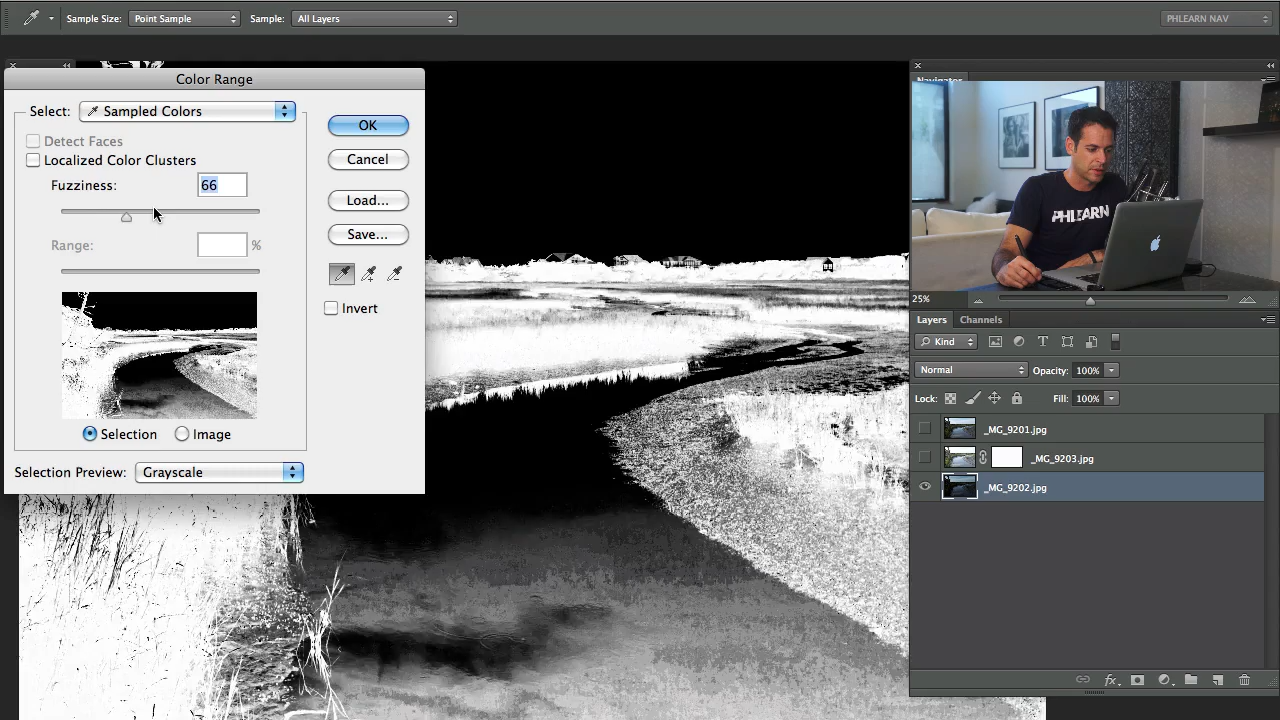 Sample Size: Point Sample Sample: All Layers PHLEARN NAV
Color Range
Select: Sampled Colors
OK
Detect Faces
Localized Color Clusters
Cancel
Fuzziness: 66
Load...
Save...
Range: %
Invert
Selection Image
Selection Preview: Grayscale
Navigator
PHLEARN
25%
Layers Channels
Kind
Normal Opacity: 100%
Lock: Fill: 100%
_MG_9201.jpg
_MG_9203.jpg
_MG_9202.jpg
fx